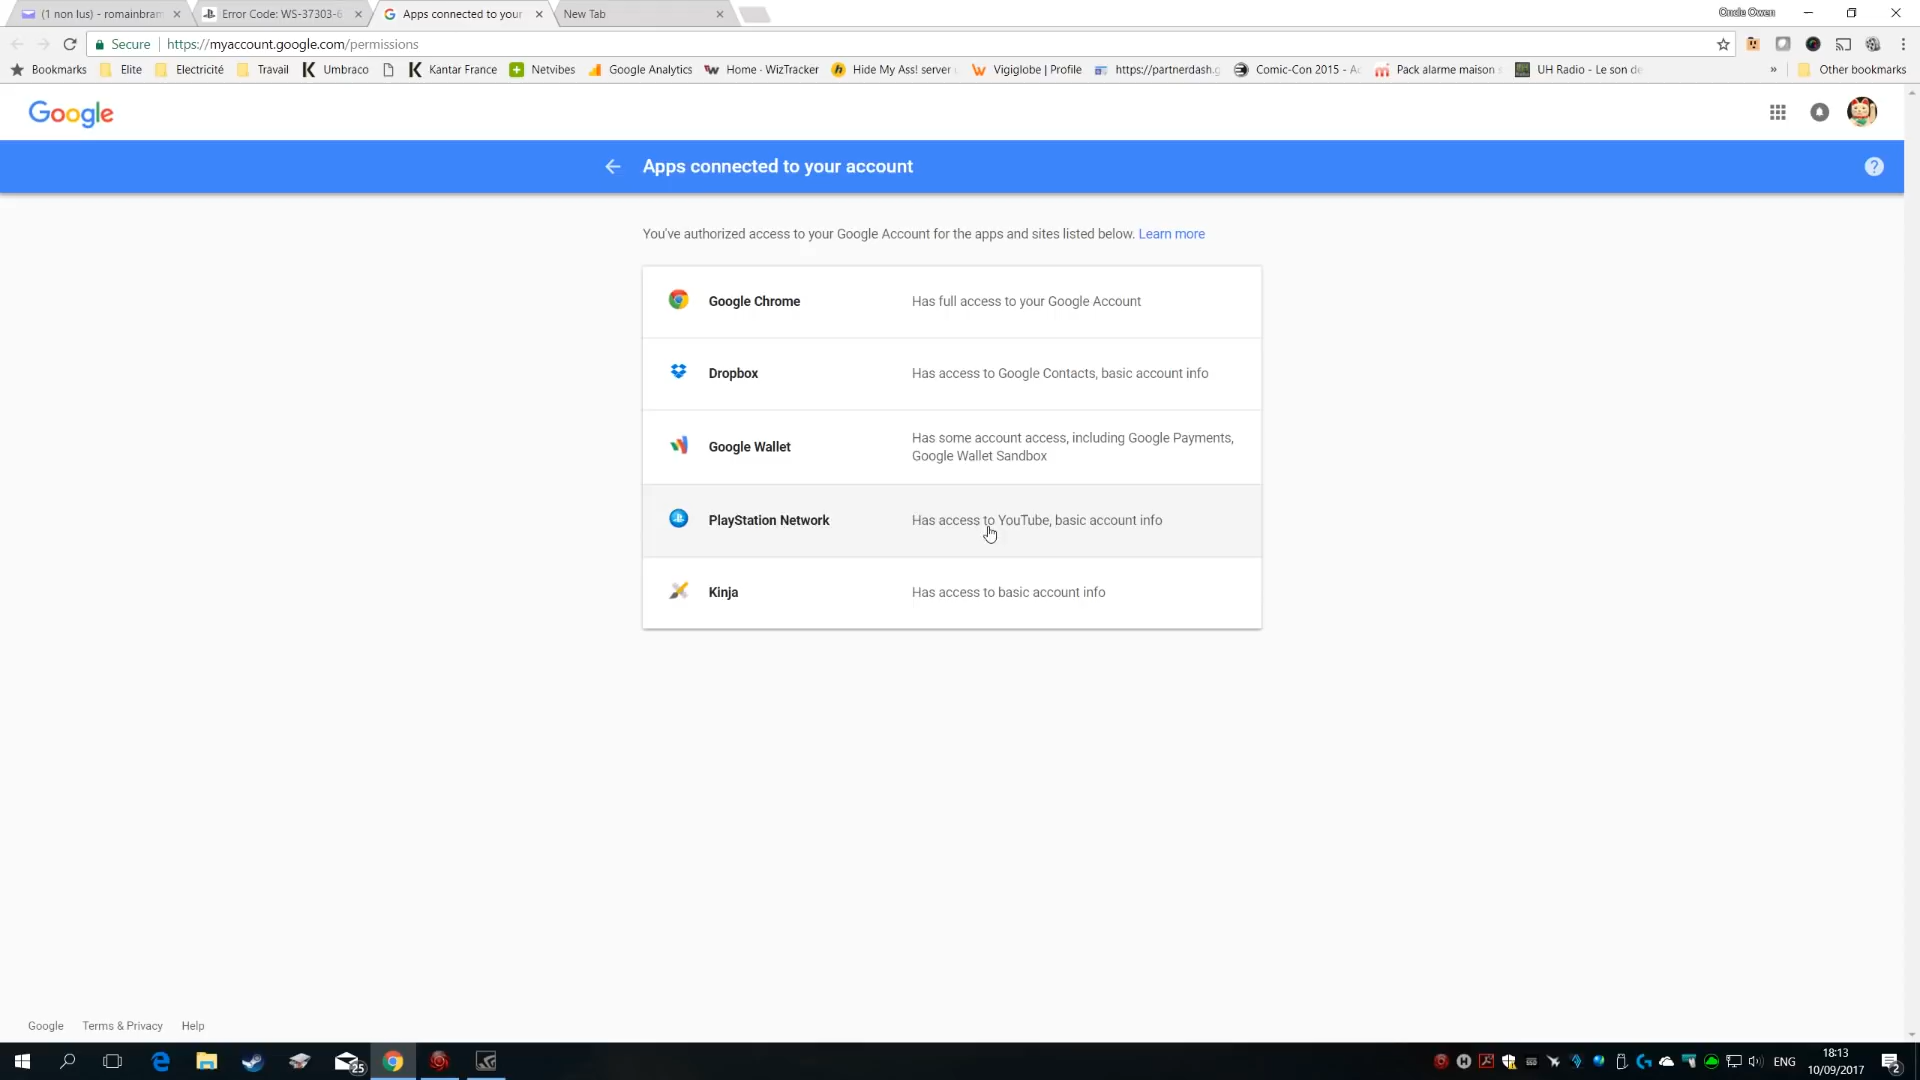 (1 non lus) - romainbram
Error Code: WS-37303-6
Apps connected to your
New Tab
Oncle Owen
Secure
https://myaccount.google.com/permissions
Bookmarks
Elite
Electricité
Travail
Umbraco
Kantar France
Netvibes
Google Analytics
Home - WizTracker
Hide My Ass! server
Vigiglobe | Profile
https://partnerdash.g
Comic-Con 2015 - Ac
Pack alarme maison s
UH Radio - Le son de
»
Other bookmarks
Google
Apps connected to your account
?
You've authorized access to your Google Account for the apps and sites listed below. Learn more
Google Chrome
Has full access to your Google Account
Dropbox
Has access to Google Contacts, basic account info
Google Wallet
Has some account access, including Google Payments,
Google Wallet Sandbox
PlayStation Network
Has access to YouTube, basic account info
Kinja
Has access to basic account info
Google
Terms & Privacy
Help
25
ENG
18:13
10/09/2017
2